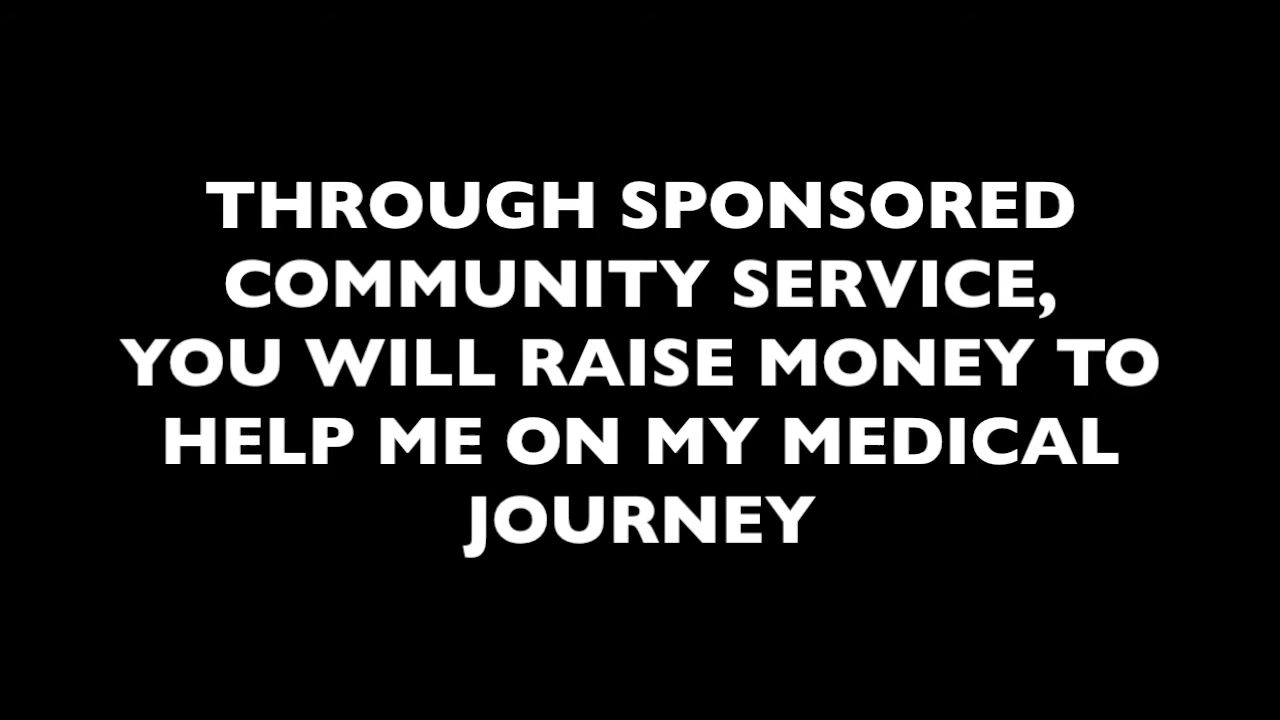 THROUGH SPONSORED
COMMUNITY SERVICE,
YOU WILL RAISE MONEY TO
HELP ME ON MY MEDICAL
JOURNEY